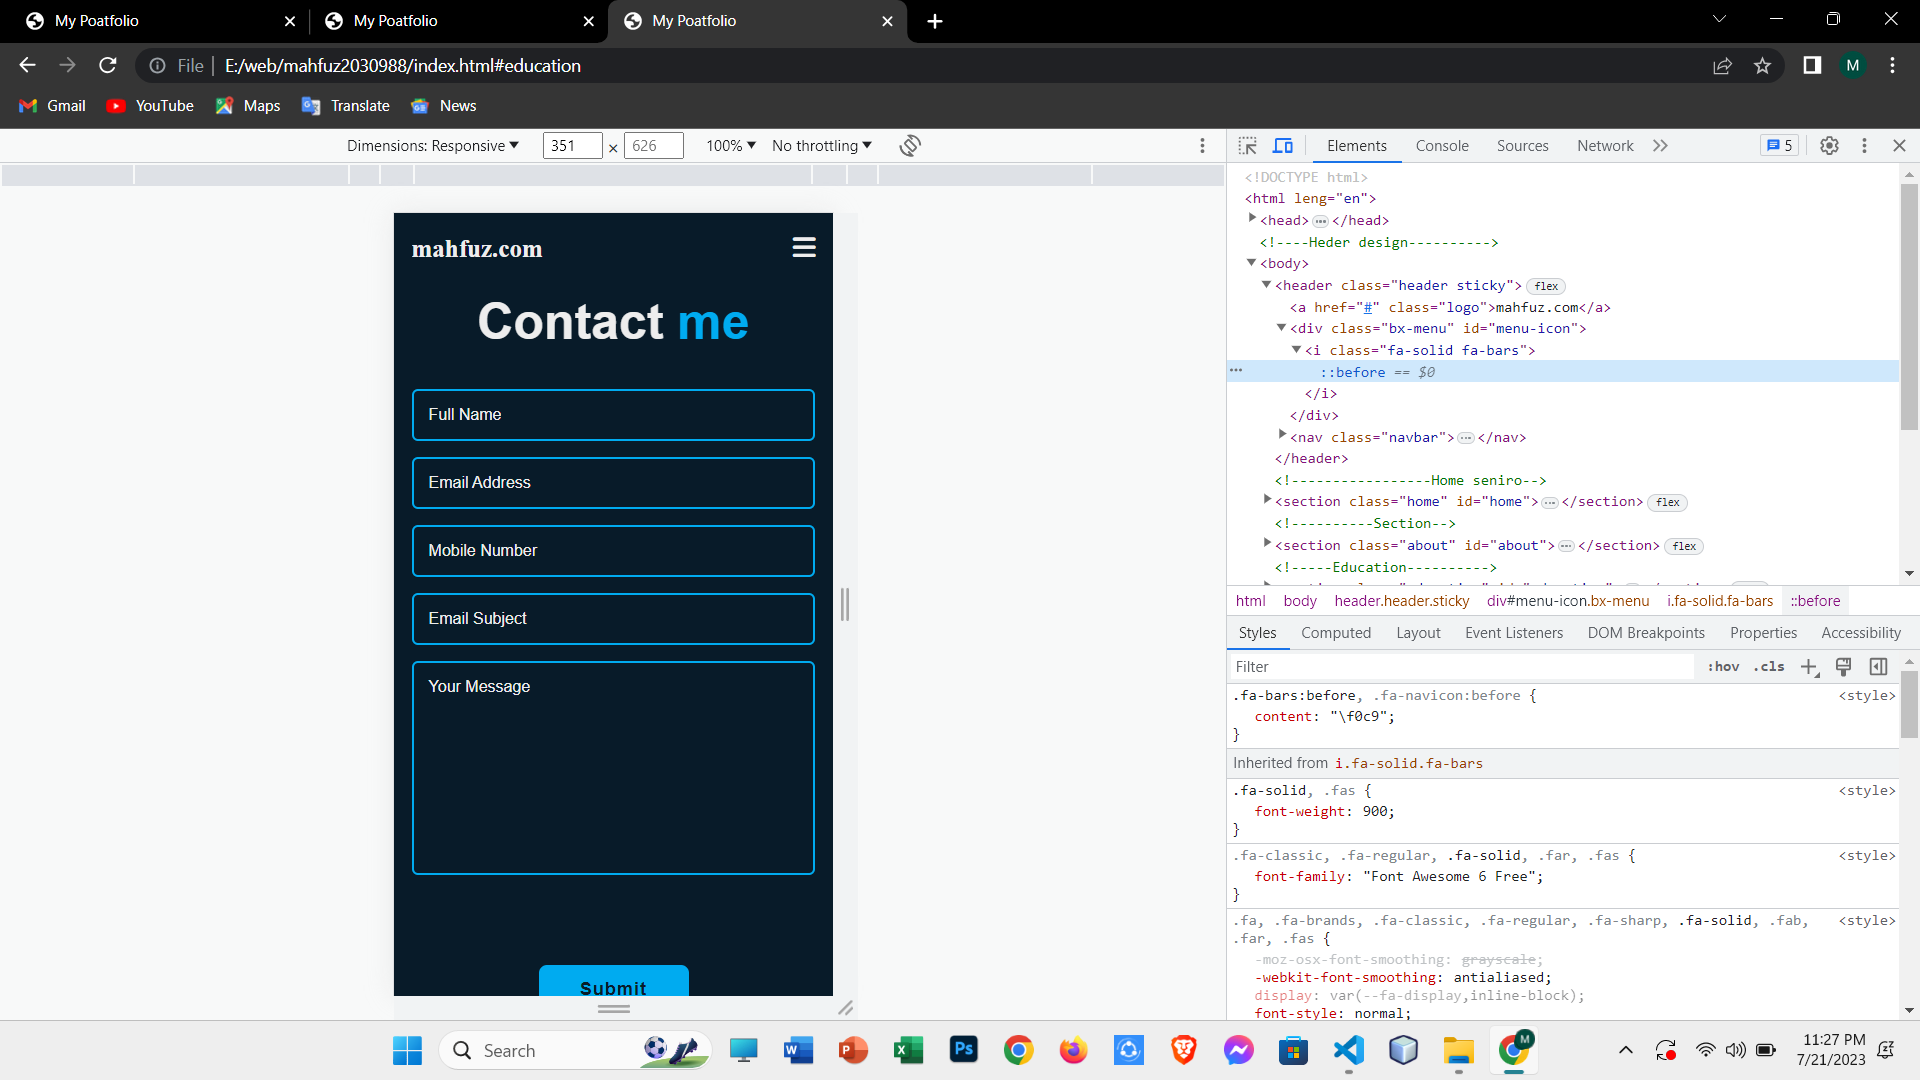 My Poatfolio
My Poatfolio
My Poatfolio
File
E:/web/mahfuz2030988/index.html#education
M
Gmail
YouTube
Maps
Translate
News
Dimensions: Responsive
351
×
626
100%
No throttling
Elements
Console
Sources
Network
5
mahfuz.com
Contact me
Full Name
Email Address
Mobile Number
Email Subject
Your Message
Submit
<!DOCTYPE html>
<html leng="en">
<head>
</head>
<!----Heder design---------->
<body>
<header class="header sticky">
flex
<a href="#" class="logo">mahfuz.com</a>
<div class="bx-menu" id="menu-icon">
<i class="fa-solid fa-bars">
::before == $0
</i>
</div>
<nav class="navbar">
</nav>
</header>
<!-----------------Home seniro-->
<section class="home" id="home">
</section>
flex
<!----------Section-->
<section class="about" id="about">
</section>
flex
<!-----Education---------->
html
body
header.header.sticky
div#menu-icon.bx-menu
i.fa-solid.fa-bars
::before
Styles
Computed
Layout
Event Listeners
DOM Breakpoints
Properties
Accessibility
Filter
:hov
.cls
.fa-bars:before, .fa-navicon:before {
<style>
content: "\f0c9";
}
Inherited from i.fa-solid.fa-bars
.fa-solid, .fas {
<style>
font-weight: 900;
}
.fa-classic, .fa-regular, .fa-solid, .far, .fas {
<style>
font-family: "Font Awesome 6 Free";
}
.fa, .fa-brands, .fa-classic, .fa-regular, .fa-sharp, .fa-solid, .fab,
<style>
.far, .fas {
-moz-osx-font-smoothing: grayscale;
-webkit-font-smoothing: antialiased;
display: var(--fa-display,inline-block);
font-style: normal;
Search
Ps
M
11:27 PM
7/21/2023